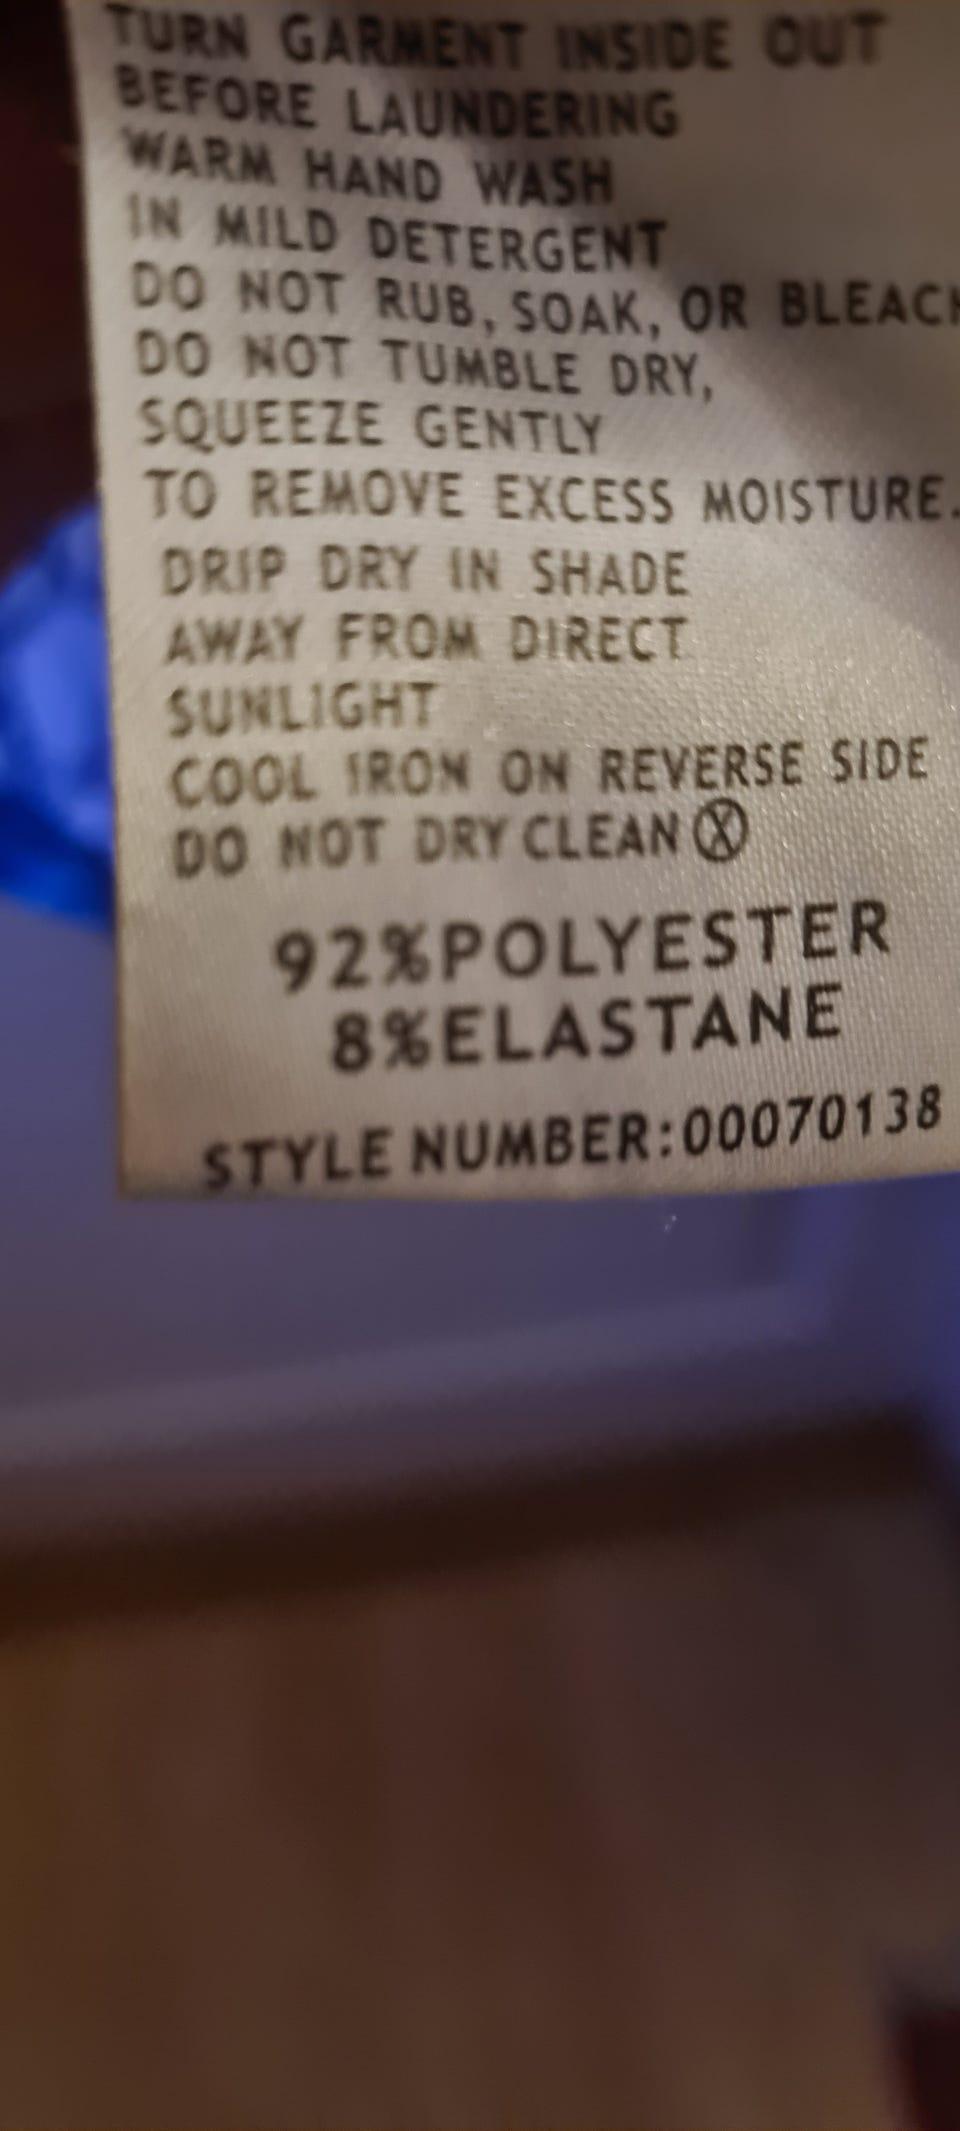 TURN GARMENT INSIDE OUT
BEFORE LAUNDERING
WARM HAND WASH
IN MILD DETERGENT
DO NOT RUB, SOAK, OR BLEACH
DO NOT TUMBLE DRY,
SQUEEZE GENTLY
TO REMOVE EXCESS MOISTURE.
DRIP DRY IN SHADE
AWAY FROM DIRECT
SUNLIGHT
COOL IRON ON REVERSE SIDE
DO NOT DRY CLEAN Ⓧ
92%POLYESTER
8%ELASTANE
STYLE NUMBER:00070138